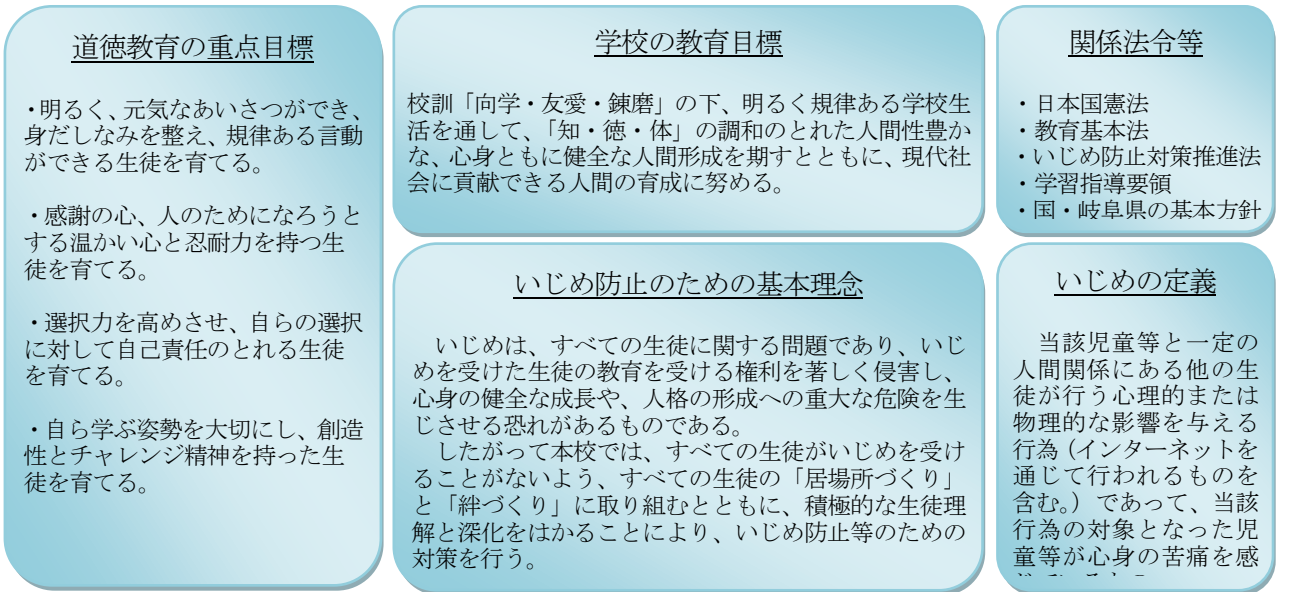 道徳教育の重点目標
・明るく、元気なあいさつができ、
身だしなみを整え、規律ある言動
ができる生徒を育てる。
・感謝の心、人のためになろうと
する温かい心と忍耐力を持つ生
徒を育てる。
・選択力を高めさせ、自らの選択
に対して自己責任のとれる生徒
を育てる。
・自ら学ぶ姿勢を大切にし、創造
性とチャレンジ精神を持った生
徒を育てる。
学校の教育目標
校訓「向学・友愛・錬磨」の下、明るく規律ある学校生
活を通して、「知・徳・体」の調和のとれた人間性豊か
な、心身ともに健全な人間形成を期すとともに、現代社
会に貢献できる人間の育成に努める。
関係法令等
・日本国憲法
・教育基本法
・いじめ防止対策推進法
・学習指導要領
・国・岐阜県の基本方針
いじめ防止のための基本理念
いじめは、すべての生徒に関する問題であり、いじ
めを受けた生徒の教育を受ける権利を著しく侵害し、
心身の健全な成長や、人格の形成への重大な危険を生
じさせる恐れがあるものである。
したがって本校では、すべての生徒がいじめを受け
ることがないよう、すべての生徒の「居場所づくり」
と「絆づくり」に取り組むとともに、積極的な生徒理
解と深化をはかることにより、いじめ防止等のための
対策を行う。
いじめの定義
当該児童等と一定の
人間関係にある他の生
徒が行う心理的または
物理的な影響を与える
行為（インターネットを
通じて行われるものを
含む。）であって、当該
行為の対象となった児
童等が心身の苦痛を感